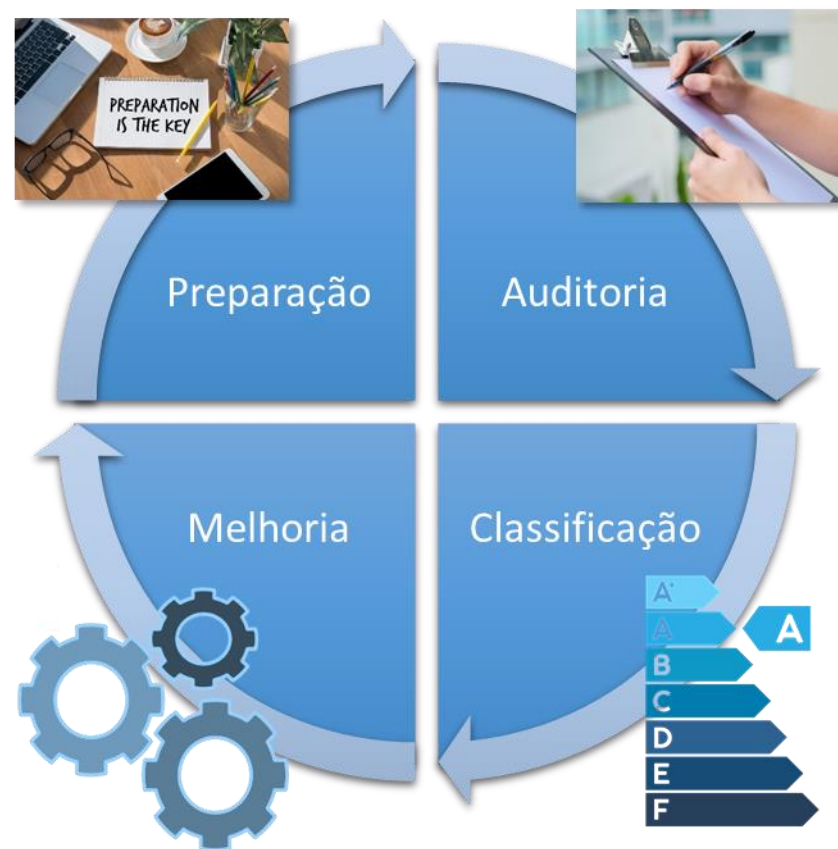 PREPARATION
IS THE KEY
Preparação
Auditoria
Melhoria
Classificação
A+
A
A
B
C
D
E
F